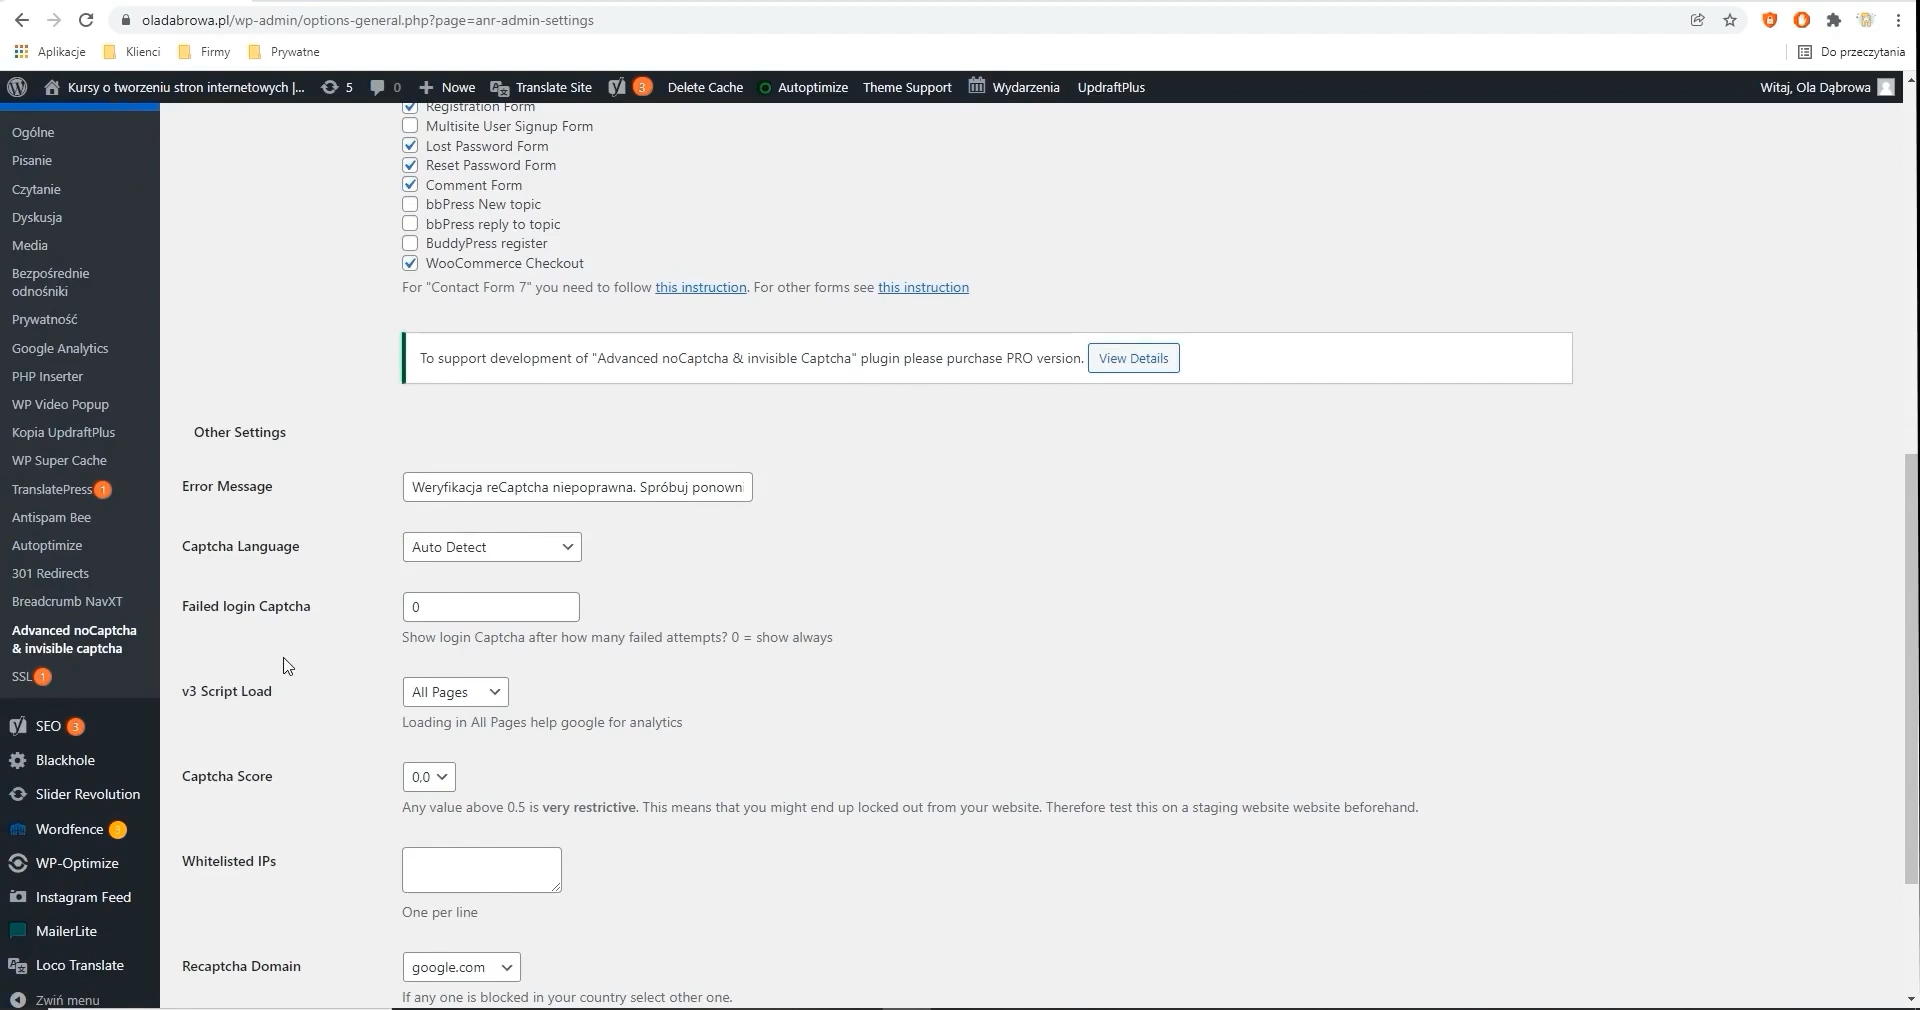 oladabrowa.pl/wp-admin/options-general.php?page=anr-admin-settings
Aplikacje
Klienci
Firmy
Prywatne
Do przeczytania
Kursy o tworzeniu stron internetowych |...
5
0
Nowe
Translate Site
3
Delete Cache
Autoptimize
Theme Support
Wydarzenia
UpdraftPlus
Witaj, Ola Dąbrowa
Ogólne
Pisanie
Czytanie
Dyskusja
Media
Bezpośrednie
odnośniki
Prywatność
Google Analytics
PHP Inserter
WP Video Popup
Kopia UpdraftPlus
WP Super Cache
TranslatePress 1
Antispam Bee
Autoptimize
301 Redirects
Breadcrumb NavXT
Advanced noCaptcha
& invisible captcha
SSL 1
SEO 3
Blackhole
Slider Revolution
Wordfence 3
WP-Optimize
Instagram Feed
MailerLite
Loco Translate
Zwiń menu
Registration Form
Multisite User Signup Form
Lost Password Form
Reset Password Form
Comment Form
bbPress New topic
bbPress reply to topic
BuddyPress register
WooCommerce Checkout
For "Contact Form 7" you need to follow this instruction. For other forms see this instruction
To support development of "Advanced noCaptcha & invisible Captcha" plugin please purchase PRO version. View Details
Other Settings
Error Message
Weryfikacja reCaptcha niepoprawna. Spróbuj ponowni
Captcha Language
Auto Detect
Failed login Captcha
0
Show login Captcha after how many failed attempts? 0 = show always
v3 Script Load
All Pages
Loading in All Pages help google for analytics
Captcha Score
0,0
Any value above 0.5 is very restrictive. This means that you might end up locked out from your website. Therefore test this on a staging website website beforehand.
Whitelisted IPs
One per line
Recaptcha Domain
google.com
If any one is blocked in your country select other one.